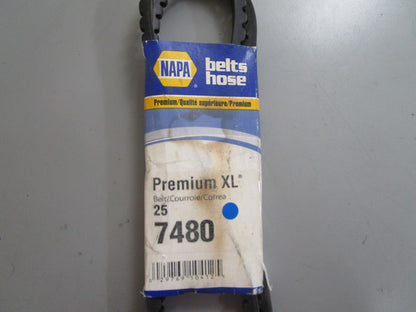 NAPA
belts
hose
Premium/Qualité supérieure/Premium
Premium XL®
Belt/Courroie/Correa
25
7480